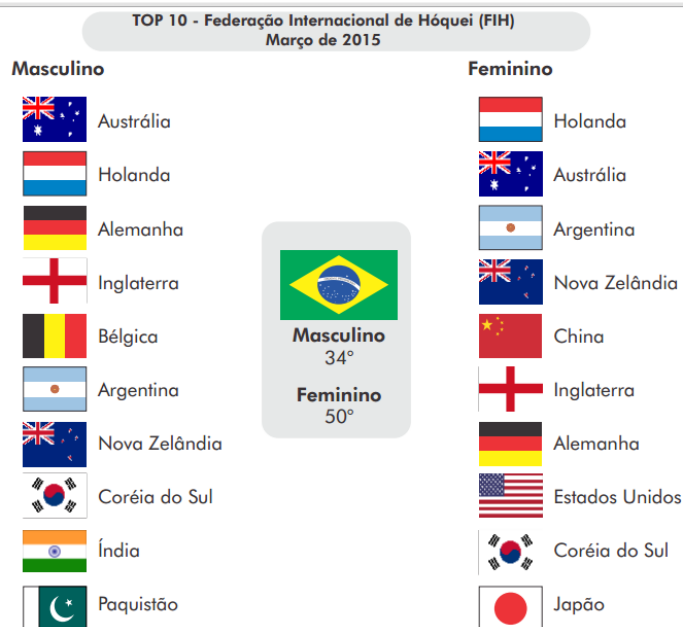 TOP 10 - Federação Internacional de Hóquei (FIH)
Março de 2015
Masculino
Austrália
Holanda
Alemanha
Inglaterra
Bélgica
Argentina
Nova Zelândia
Coréia do Sul
Índia
Paquistão
Masculino
34°
Feminino
50°
Feminino
Holanda
Austrália
Argentina
Nova Zelândia
China
Inglaterra
Alemanha
Estados Unidos
Coréia do Sul
Japão